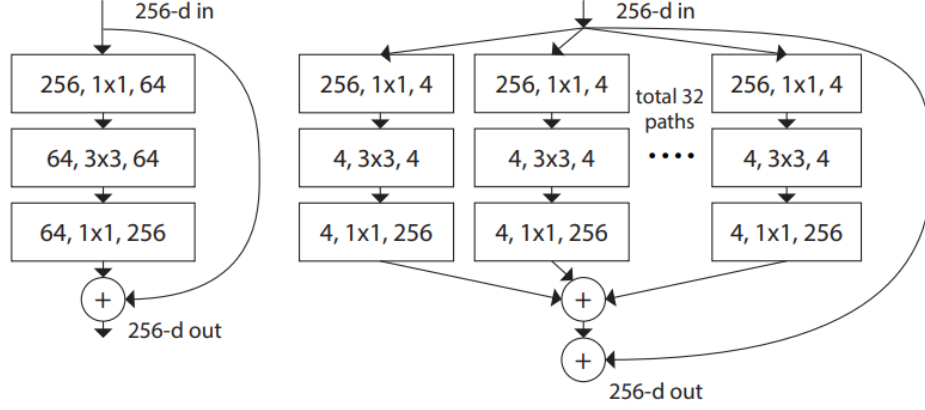 256-d in
256, 1x1, 64
64, 3x3, 64
64, 1x1, 256
+
256-d out
256-d in
256, 1x1, 4
256, 1x1, 4
total 32
paths
256, 1x1, 4
4, 3x3, 4
4, 3x3, 4
....
4, 3x3, 4
4, 1x1, 256
4, 1x1, 256
4, 1x1, 256
+
+
256-d out